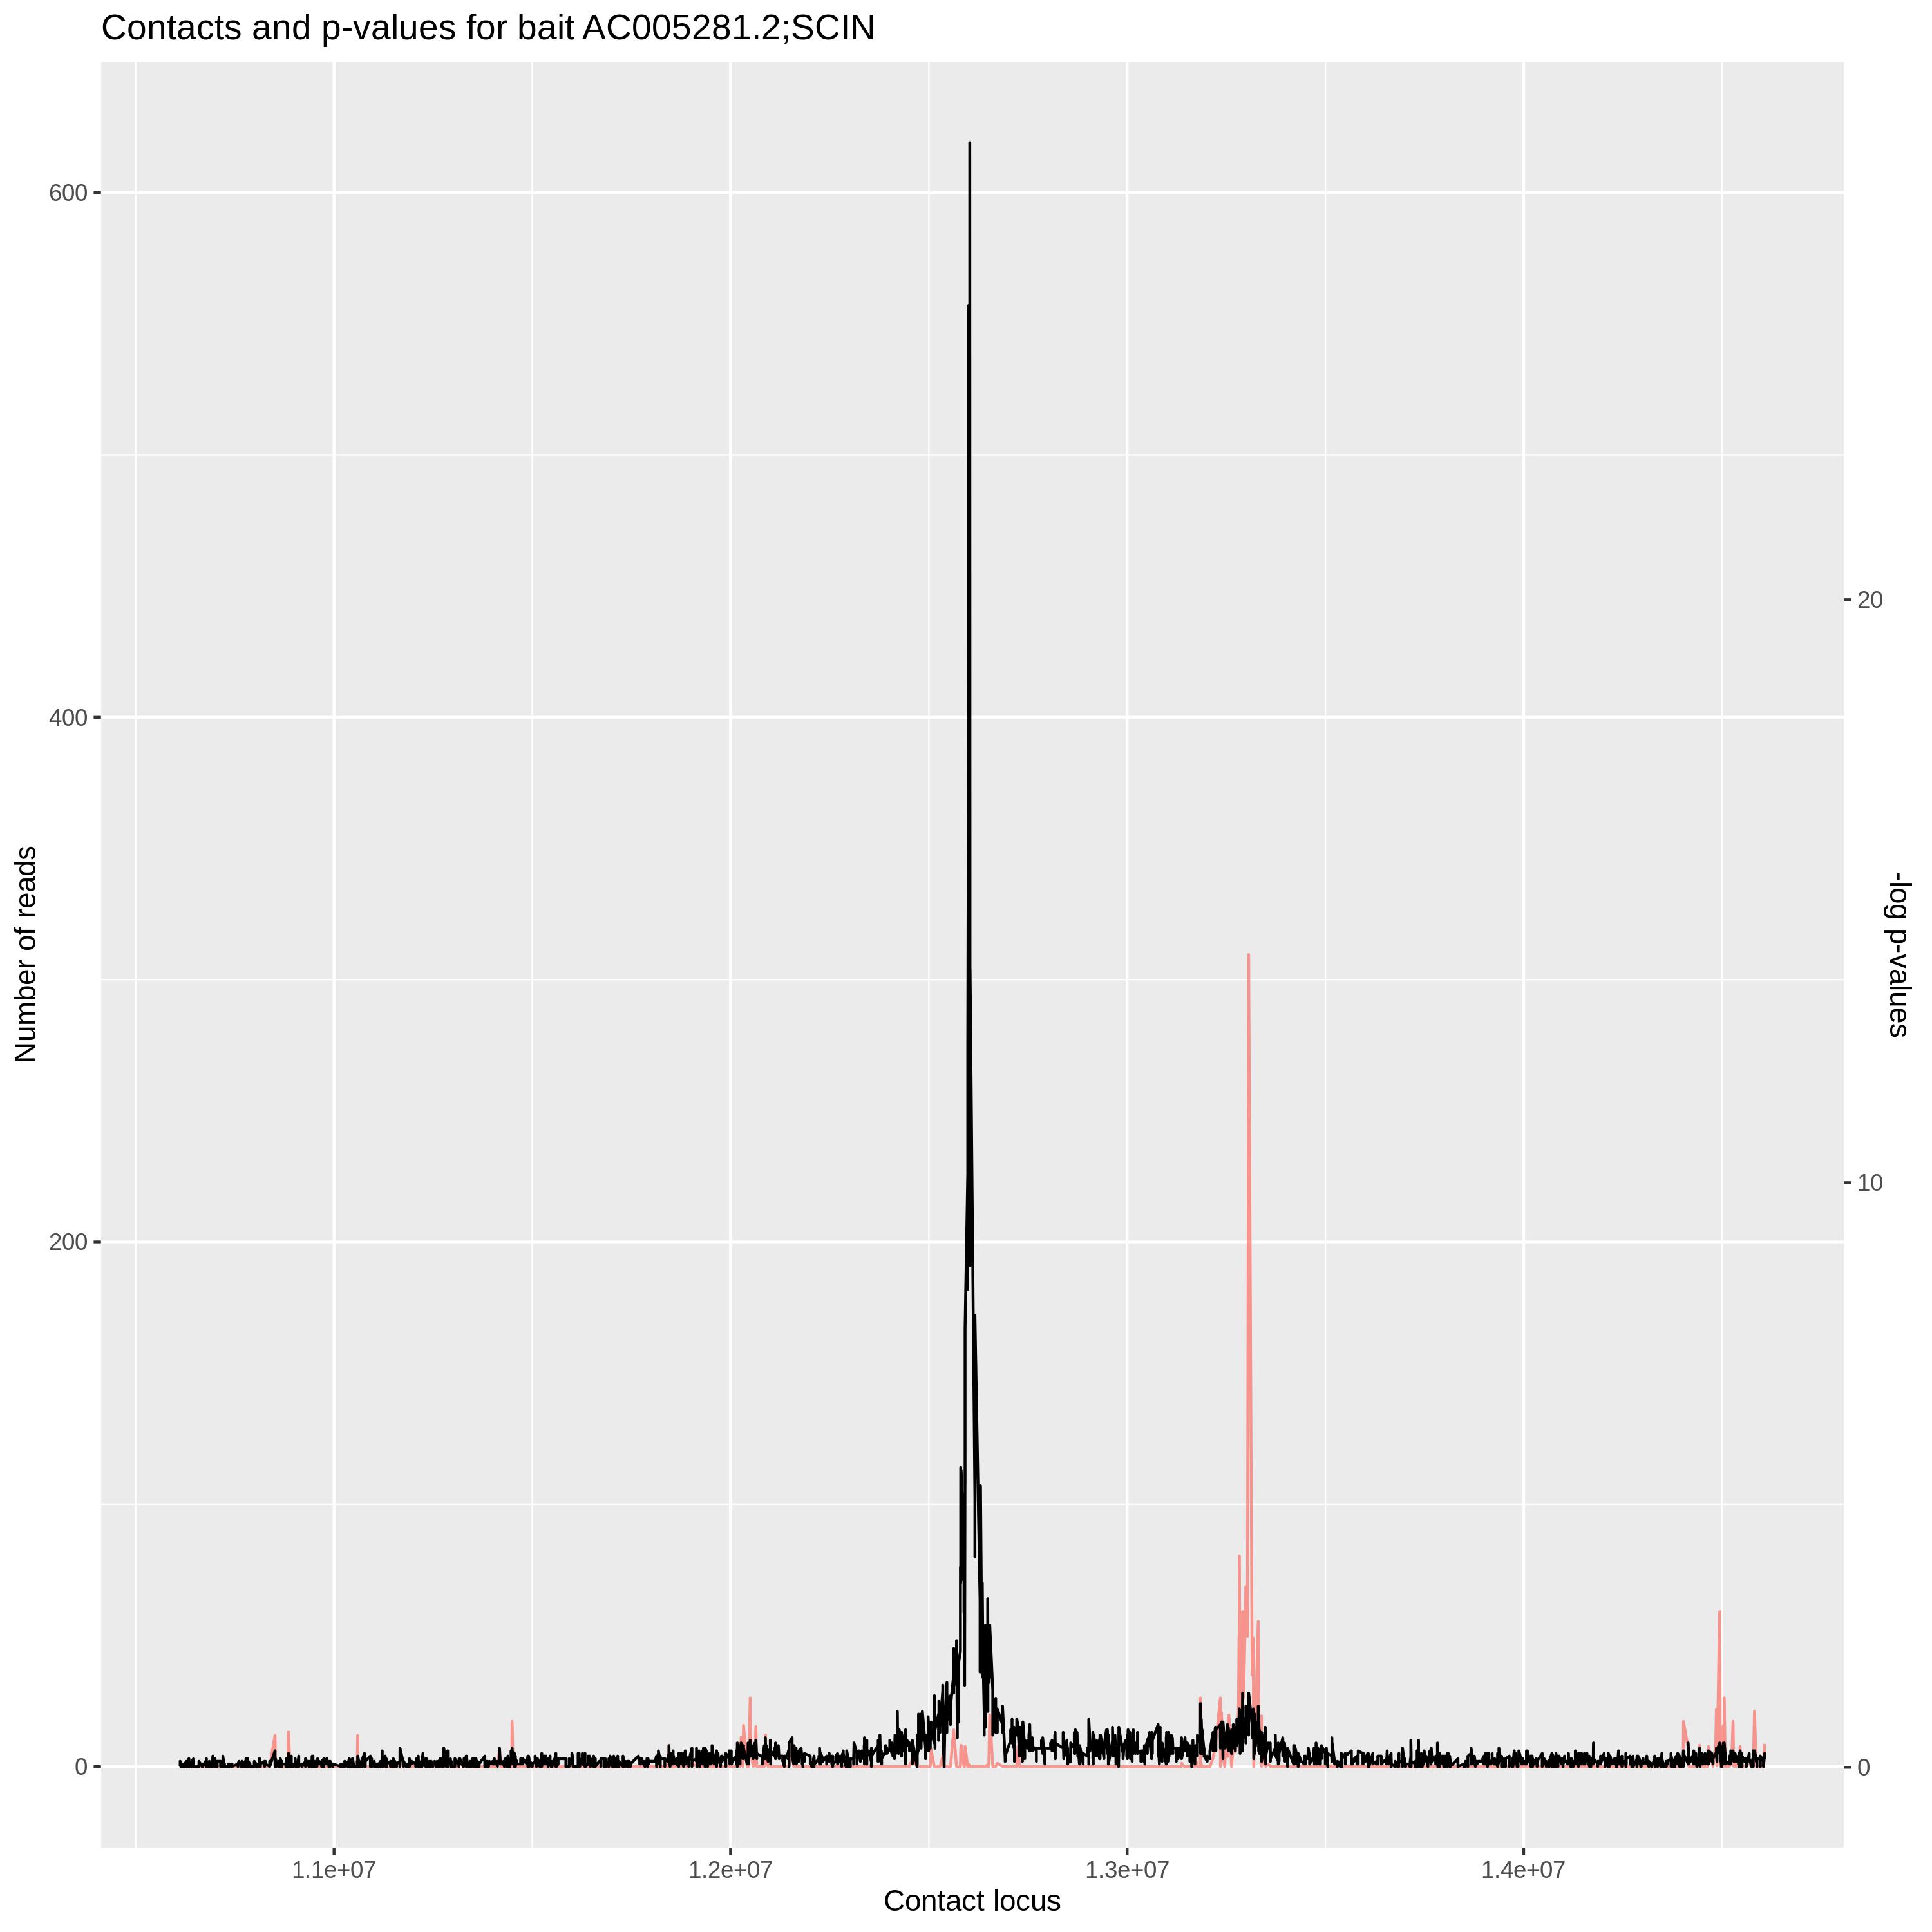 Contacts and p-values for bait AC005281.2;SCIN
600
400
200
0
Number of reads
20
10
0
-log p-values
1.1e+07
1.2e+07
1.3e+07
1.4e+07
Contact locus